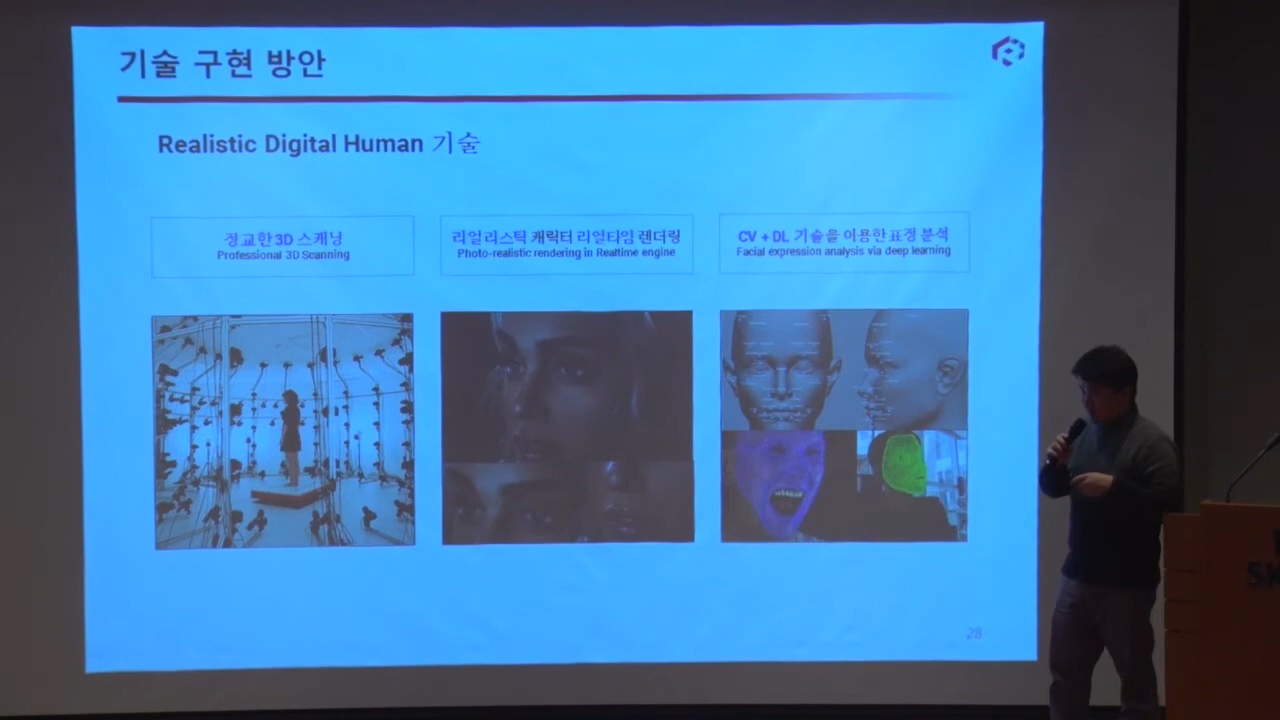 기술 구현 방안
Realistic Digital Human 기술
정교한 3D 스캐닝
Professional 3D Scanning
리얼리스틱 캐릭터 리얼타임 렌더링
Photo-realistic rendering in Realtime engine
CV + DL 기술을 이용한 표정 분석
Facial expression analysis via deep learning
28
SK